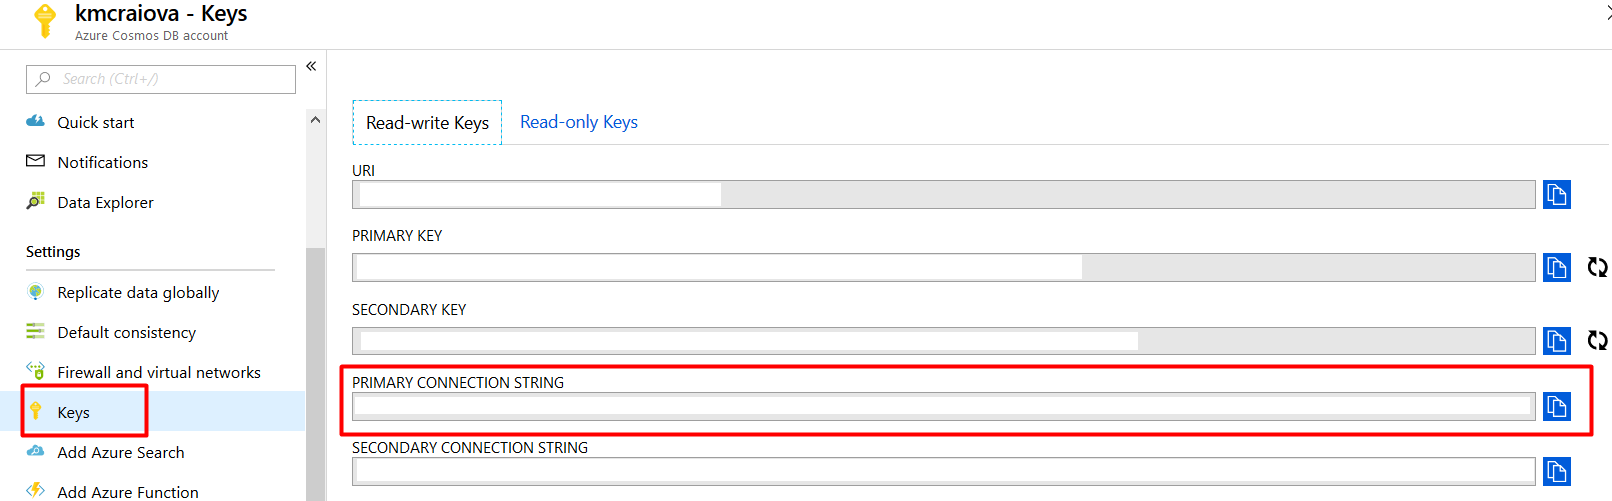 kmcraiova - Keys
Azure Cosmos DB account
Search (Ctrl+/)
«
Quick start
Notifications
Data Explorer
Settings
Replicate data globally
Default consistency
Firewall and virtual networks
Keys
Add Azure Search
Add Azure Function
Read-write Keys
Read-only Keys
URI
PRIMARY KEY
SECONDARY KEY
PRIMARY CONNECTION STRING
SECONDARY CONNECTION STRING